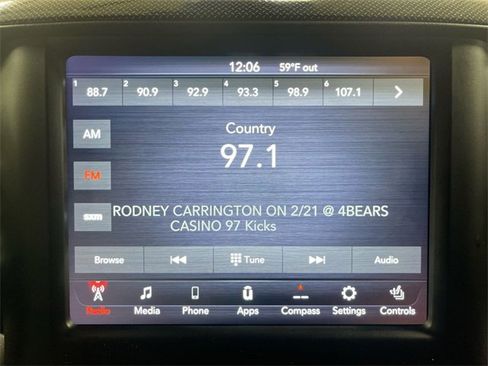 12:06 59°F out
1 88.7 2 90.9 3 92.9 4 93.3 5 98.9 6 107.1
Country
AM
97.1
FM
RODNEY CARRINGTON ON 2/21 @ 4BEARS
sxm
CASINO 97 Kicks
Browse Tune Audio
Radio Media Phone Apps Compass Settings Controls